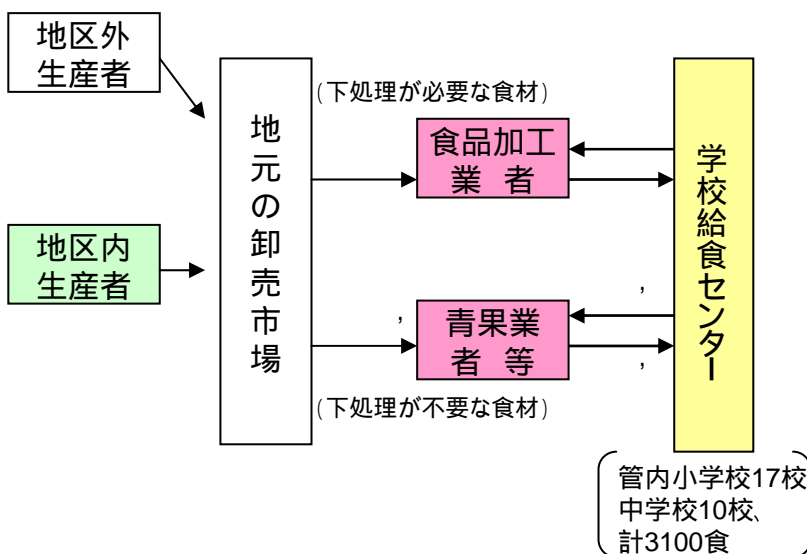 地区外
生産者
(下処理が必要な食材)
地元の卸売市場
食品加工
業 者
学校給食センター
地区内
生産者
,
,
青果業
者 等
,
(下処理が不要な食材)
管内小学校17校
中学校10校、
計3100食